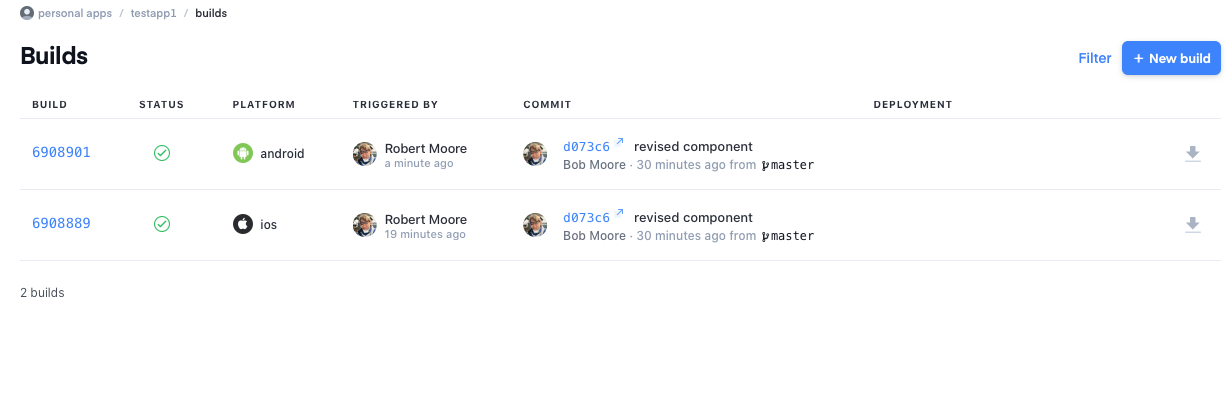 personal apps / testapp1 / builds
Builds
Filter
+ New build
BUILD STATUS PLATFORM TRIGGERED BY COMMIT DEPLOYMENT
6908901 android Robert Moore d073c6 revised component
a minute ago Bob Moore · 30 minutes ago from master
6908889 ios Robert Moore d073c6 revised component
19 minutes ago Bob Moore · 30 minutes ago from master
2 builds